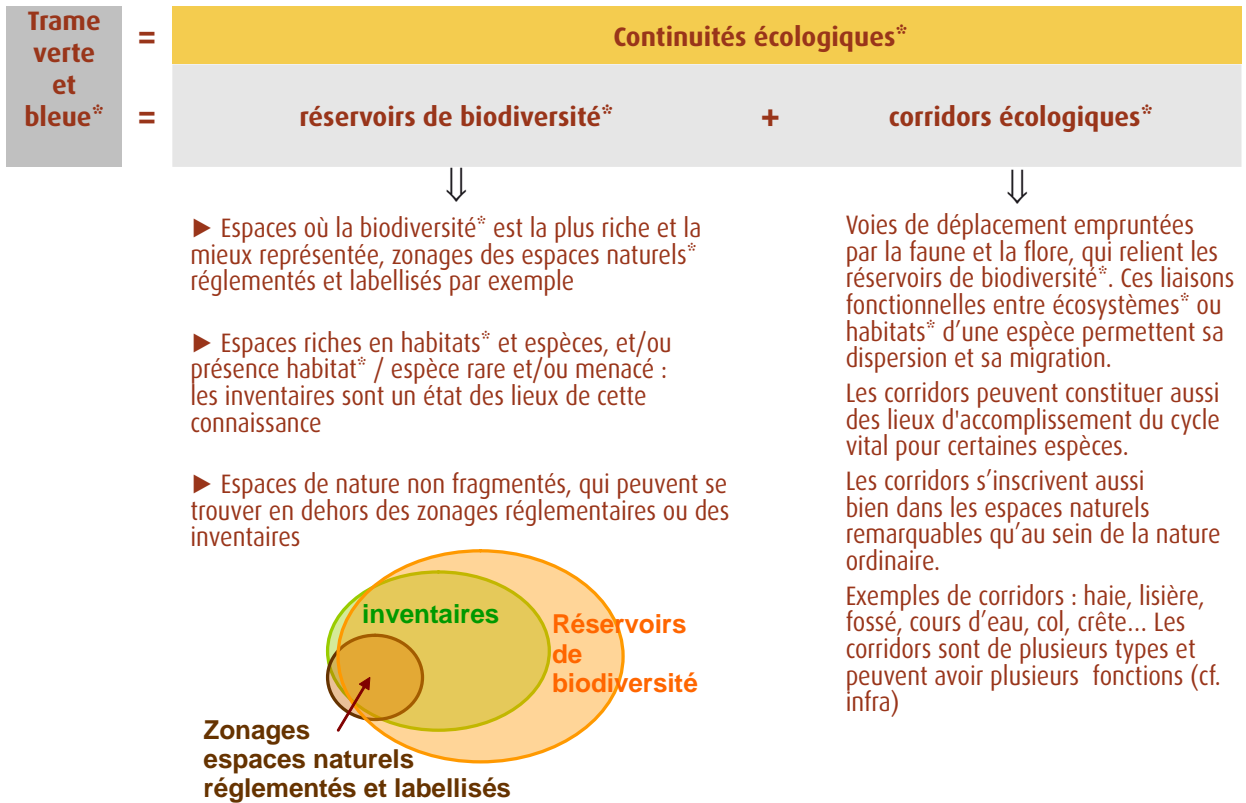 Trame
verte
et
bleue*
=
Continuités écologiques*
=
réservoirs de biodiversité*
+
corridors écologiques*
⇓
⇓
► Espaces où la biodiversité* est la plus riche et la
mieux représentée, zonages des espaces naturels*
réglementés et labellisés par exemple
► Espaces riches en habitats* et espèces, et/ou
présence habitat* / espèce rare et/ou menacé :
les inventaires sont un état des lieux de cette
connaissance
► Espaces de nature non fragmentés, qui peuvent se
trouver en dehors des zonages réglementaires ou des
inventaires
inventaires
Réservoirs
de
biodiversité
Zonages
espaces naturels
réglementés et labellisés
Voies de déplacement empruntées
par la faune et la flore, qui relient les
réservoirs de biodiversité*. Ces liaisons
fonctionnelles entre écosystèmes* ou
habitats* d’une espèce permettent sa
dispersion et sa migration.
Les corridors peuvent constituer aussi
des lieux d'accomplissement du cycle
vital pour certaines espèces.
Les corridors s’inscrivent aussi
bien dans les espaces naturels
remarquables qu’au sein de la nature
ordinaire.
Exemples de corridors : haie, lisière,
fossé, cours d’eau, col, crête... Les
corridors sont de plusieurs types et
peuvent avoir plusieurs fonctions (cf.
infra)